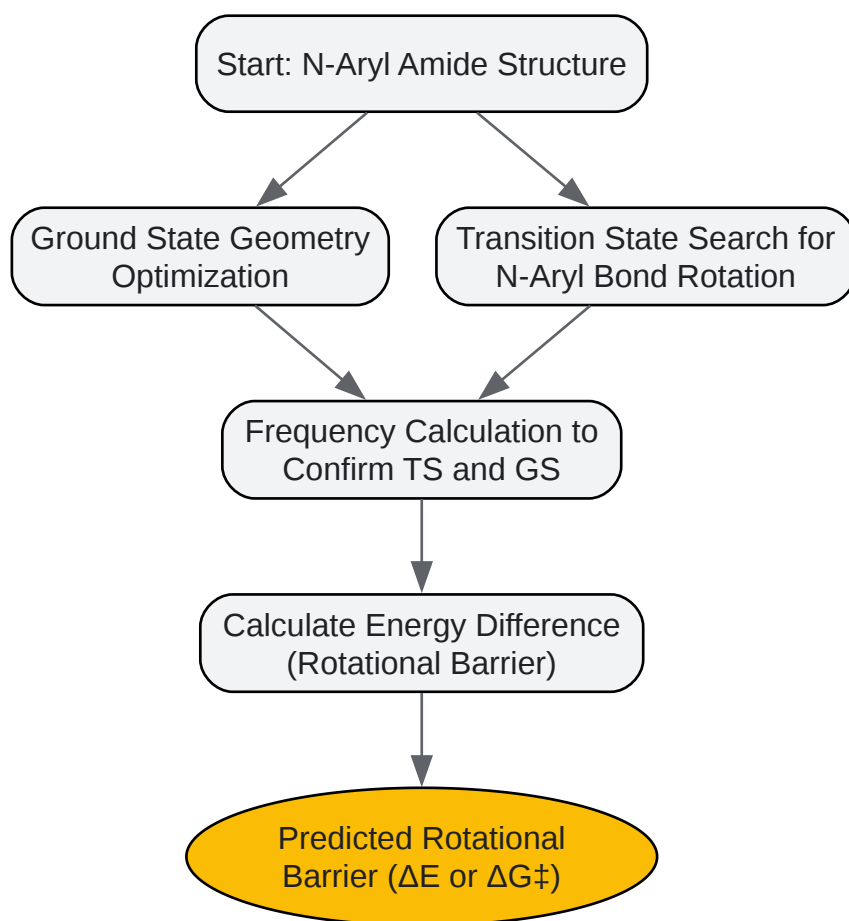 Start: N-Aryl Amide Structure
Ground State Geometry
Optimization
Transition State Search for
N-Aryl Bond Rotation
Frequency Calculation to
Confirm TS and GS
Calculate Energy Difference
(Rotational Barrier)
Predicted Rotational
Barrier (ΔE or ΔG‡)